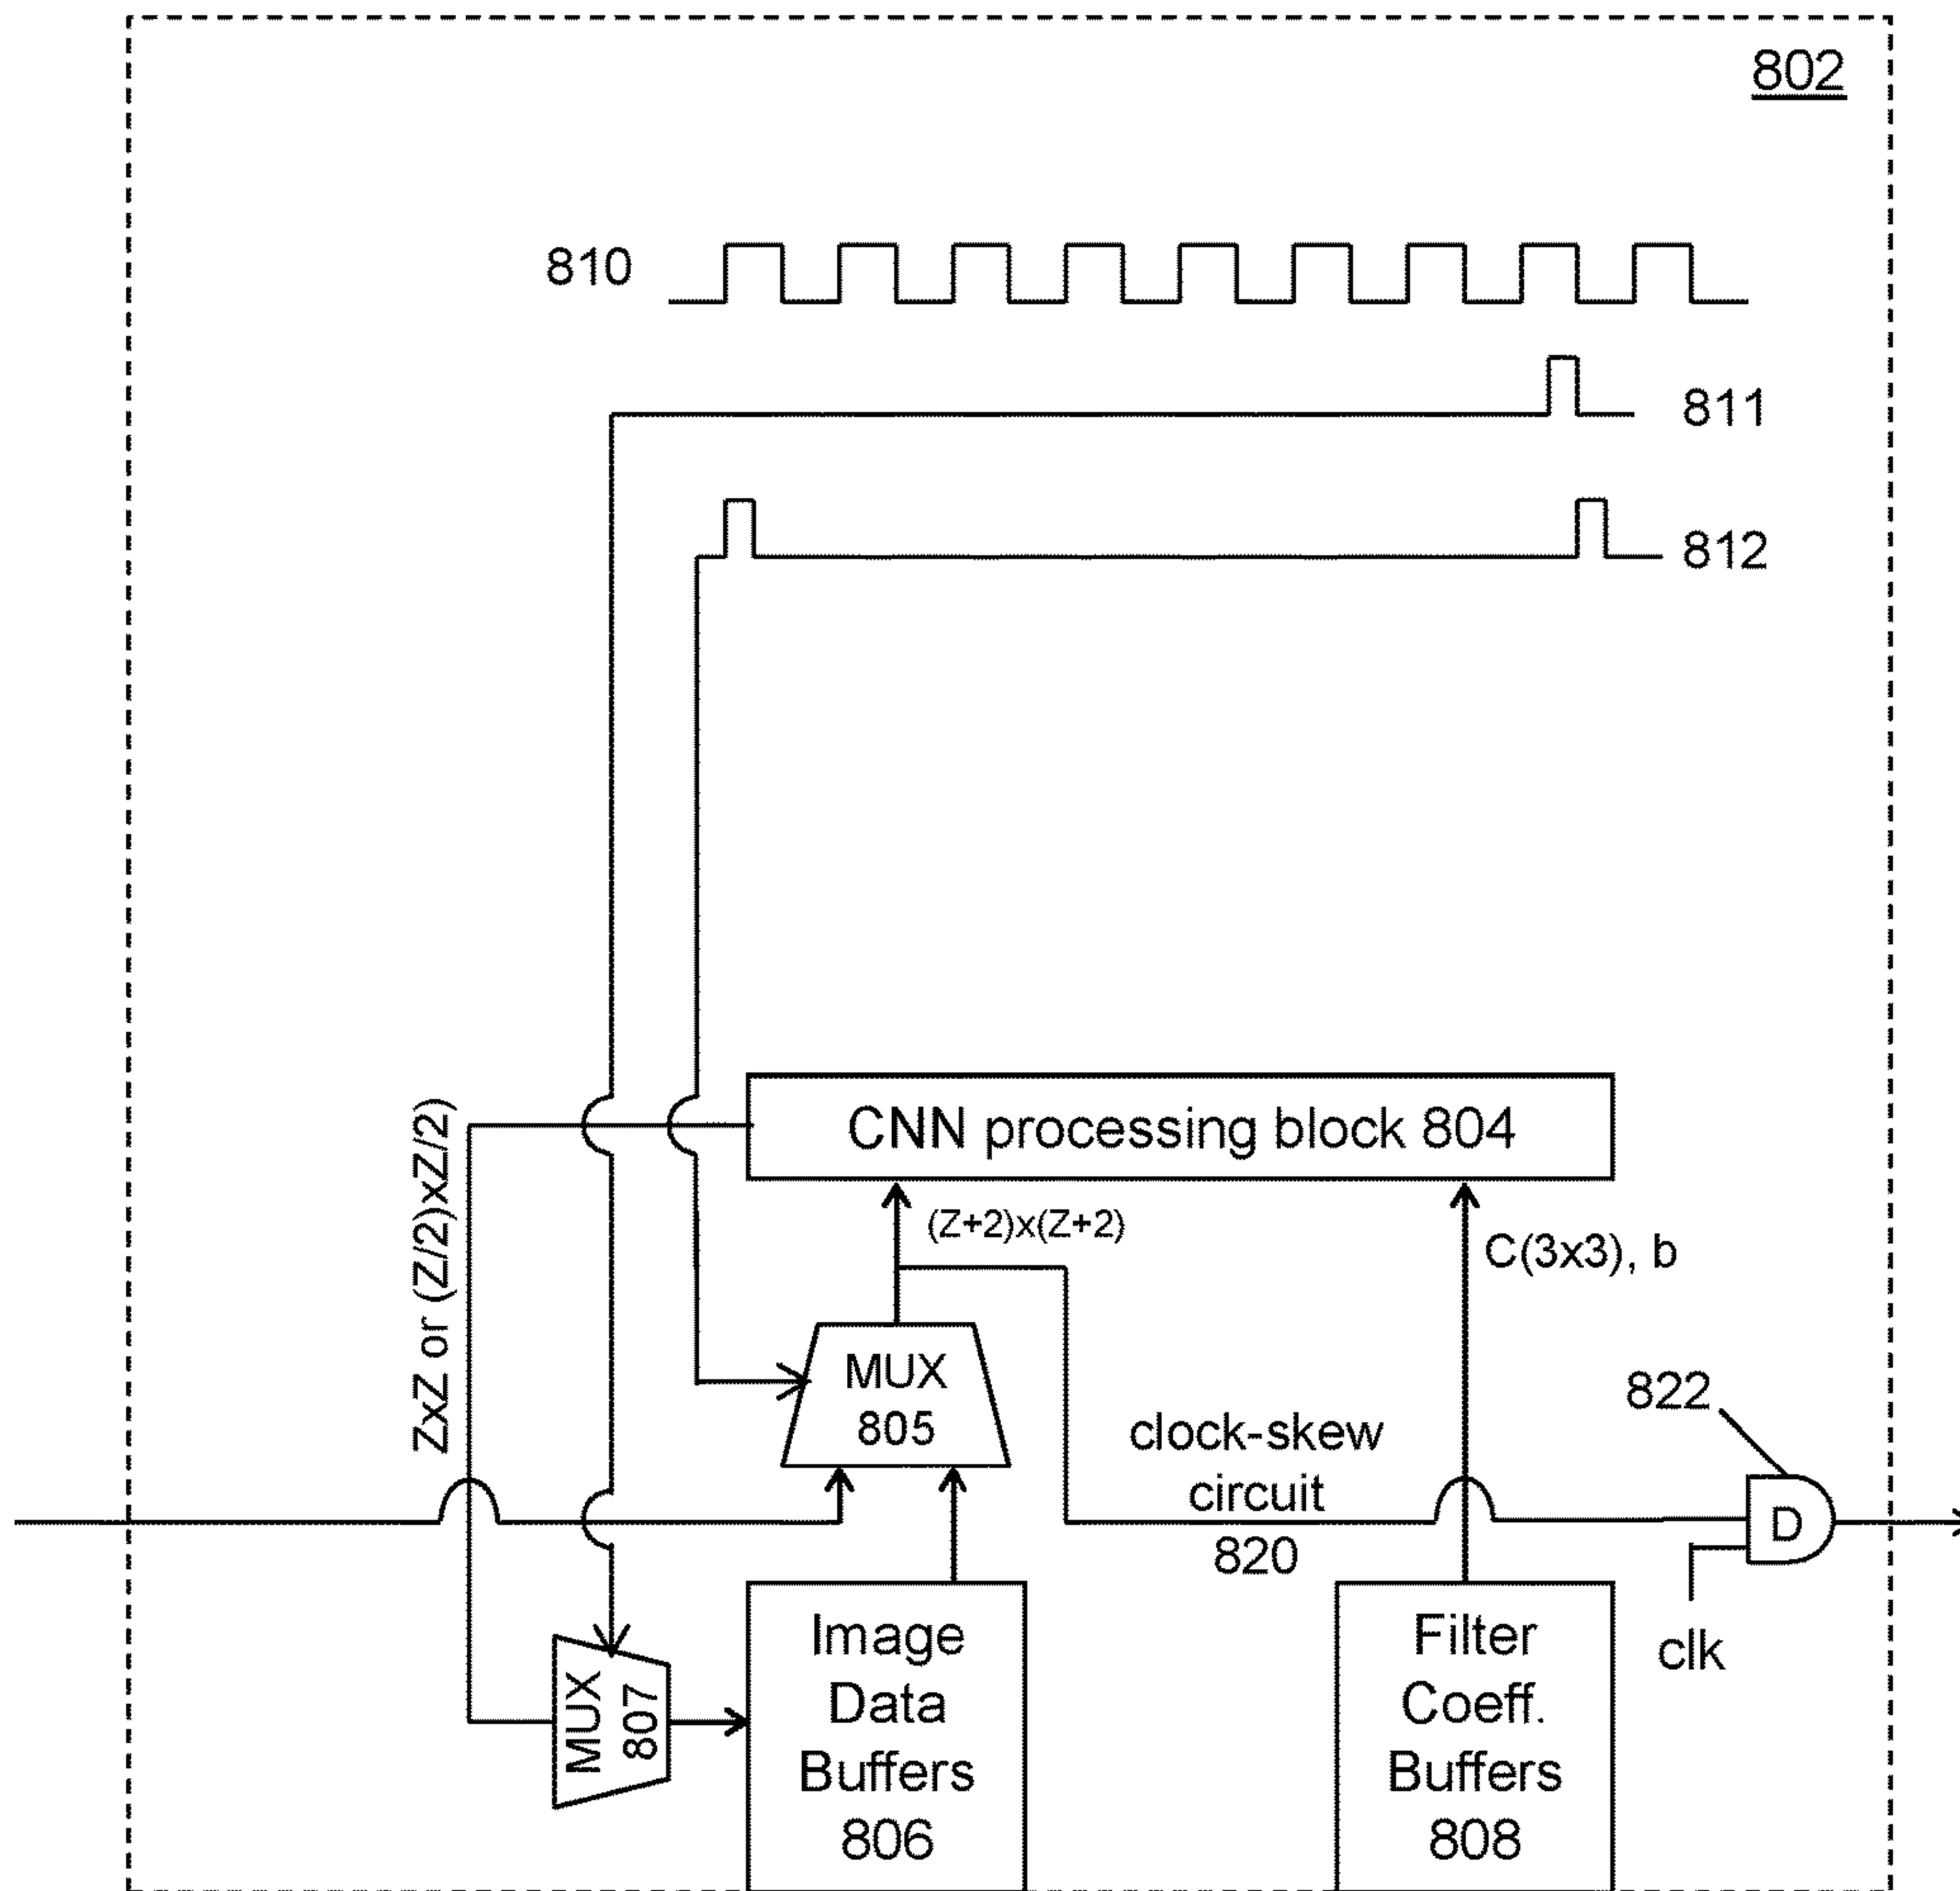 802
810
811
812
CNN processing block 804
ZxZ or (Z/2)xZ/2)
(Z+2)x(Z+2)
C(3x3), b
MUX
805
clock-skew
circuit
820
822
D
clk
MUX
807
Image
Data
Buffers
806
Filter
Coeff.
Buffers
808